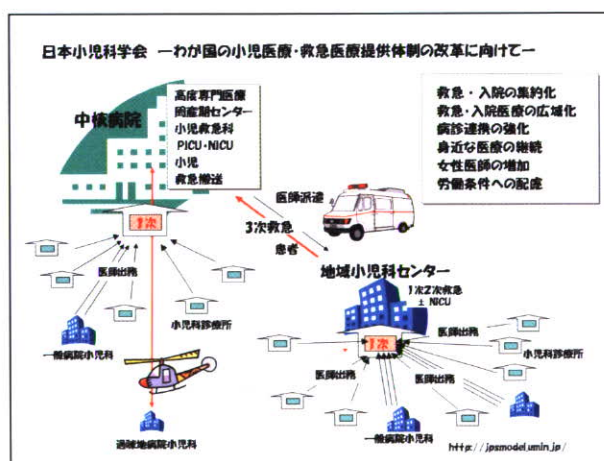 日本小児科学会 ーわが国の小児医療・救急医療提供体制の改革に向けてー
中核病院
高度専門医療
周産期センター
小児救急科
PICU・NICU
小児
救急搬送
救急・入院の集約化
救急・入院医療の広域化
病診連携の強化
身近な医療の継続
女性医師の増加
労働条件への配慮
医師派遣
3次救急
患者
1次
医師出務
小児科診療所
一般病院小児科
過疎地病院小児科
地域小児科センター
1次2次救急
± NICU
1次
医師出務
小児科診療所
医師出務
医師出務
一般病院小児科
http://jpsmodel.umin.jp/